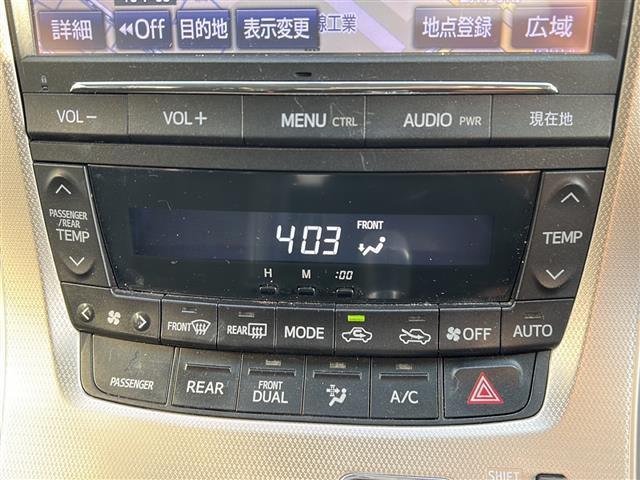 詳細 ◀◀Off 目的地 表示変更 工業 地点登録 広域
VOL－ VOL＋ MENU CTRL AUDIO PWR 現在地
PASSENGER
/REAR
TEMP
403 FRONT
TEMP
H M :00
FRONT REAR MODE OFF AUTO
PASSENGER REAR FRONT DUAL A/C
SHIFT